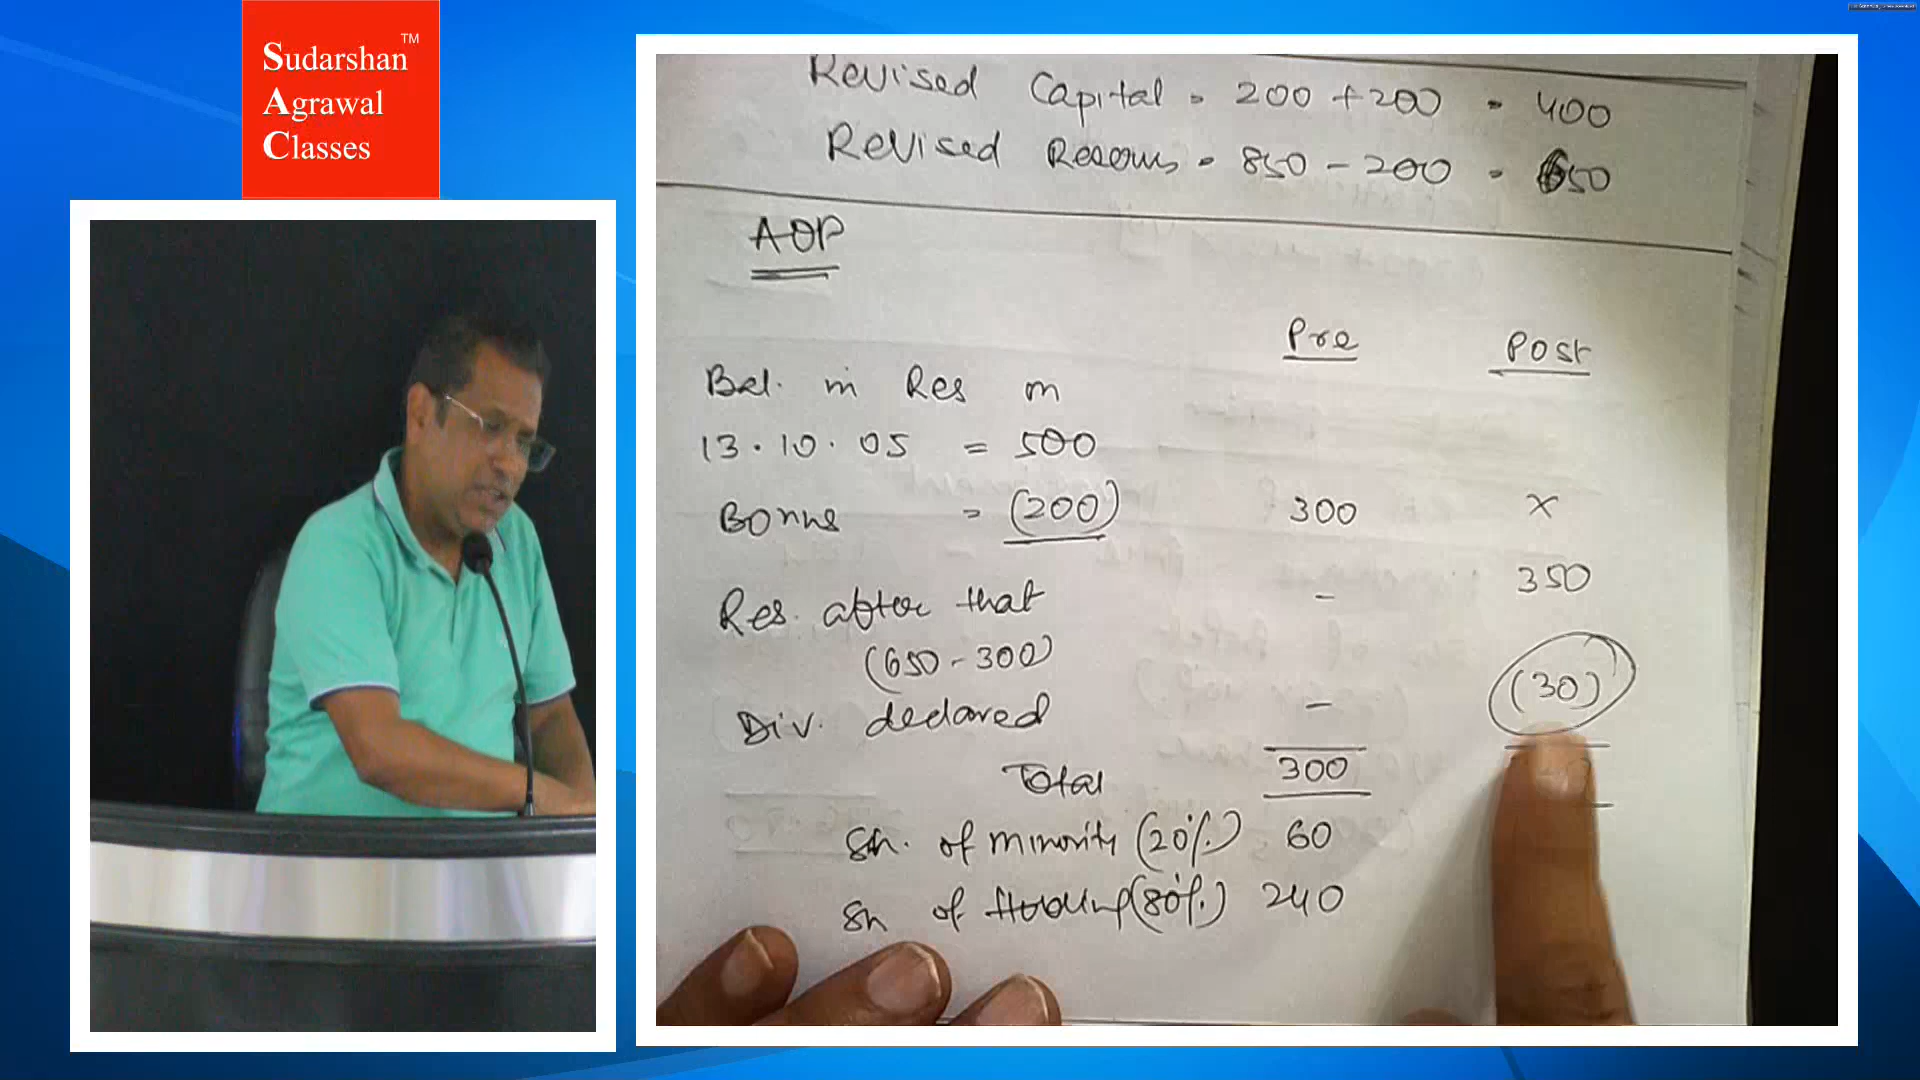 Sudarshan TM
Agrawal
Classes
Revised Capital = 200 + 200 = 400
Revised Reserves = 850 - 200 = 650
AOP
Pre Post
Bal. in Res on
13.10.05 = 500
Bonus = (200) 300 x
Res. after that - 350
(650 - 300)
Div. declared - (30)
Total 300
Sh. of minority (20%) 60
Sh of Holding (80%) 240